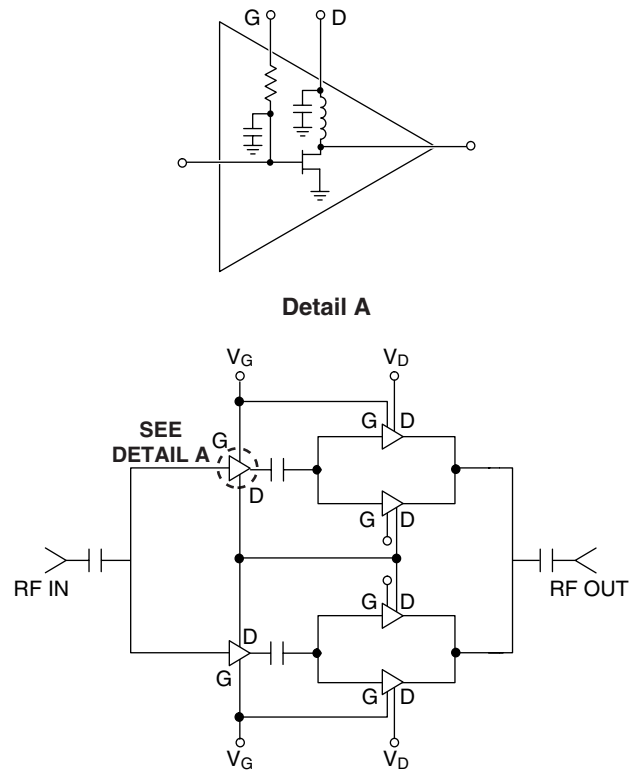 G D
Detail A
VG VD
G D
SEE
DETAIL A
G
D
G D
RF IN
RF OUT
G D
D
G
G D
VG VD